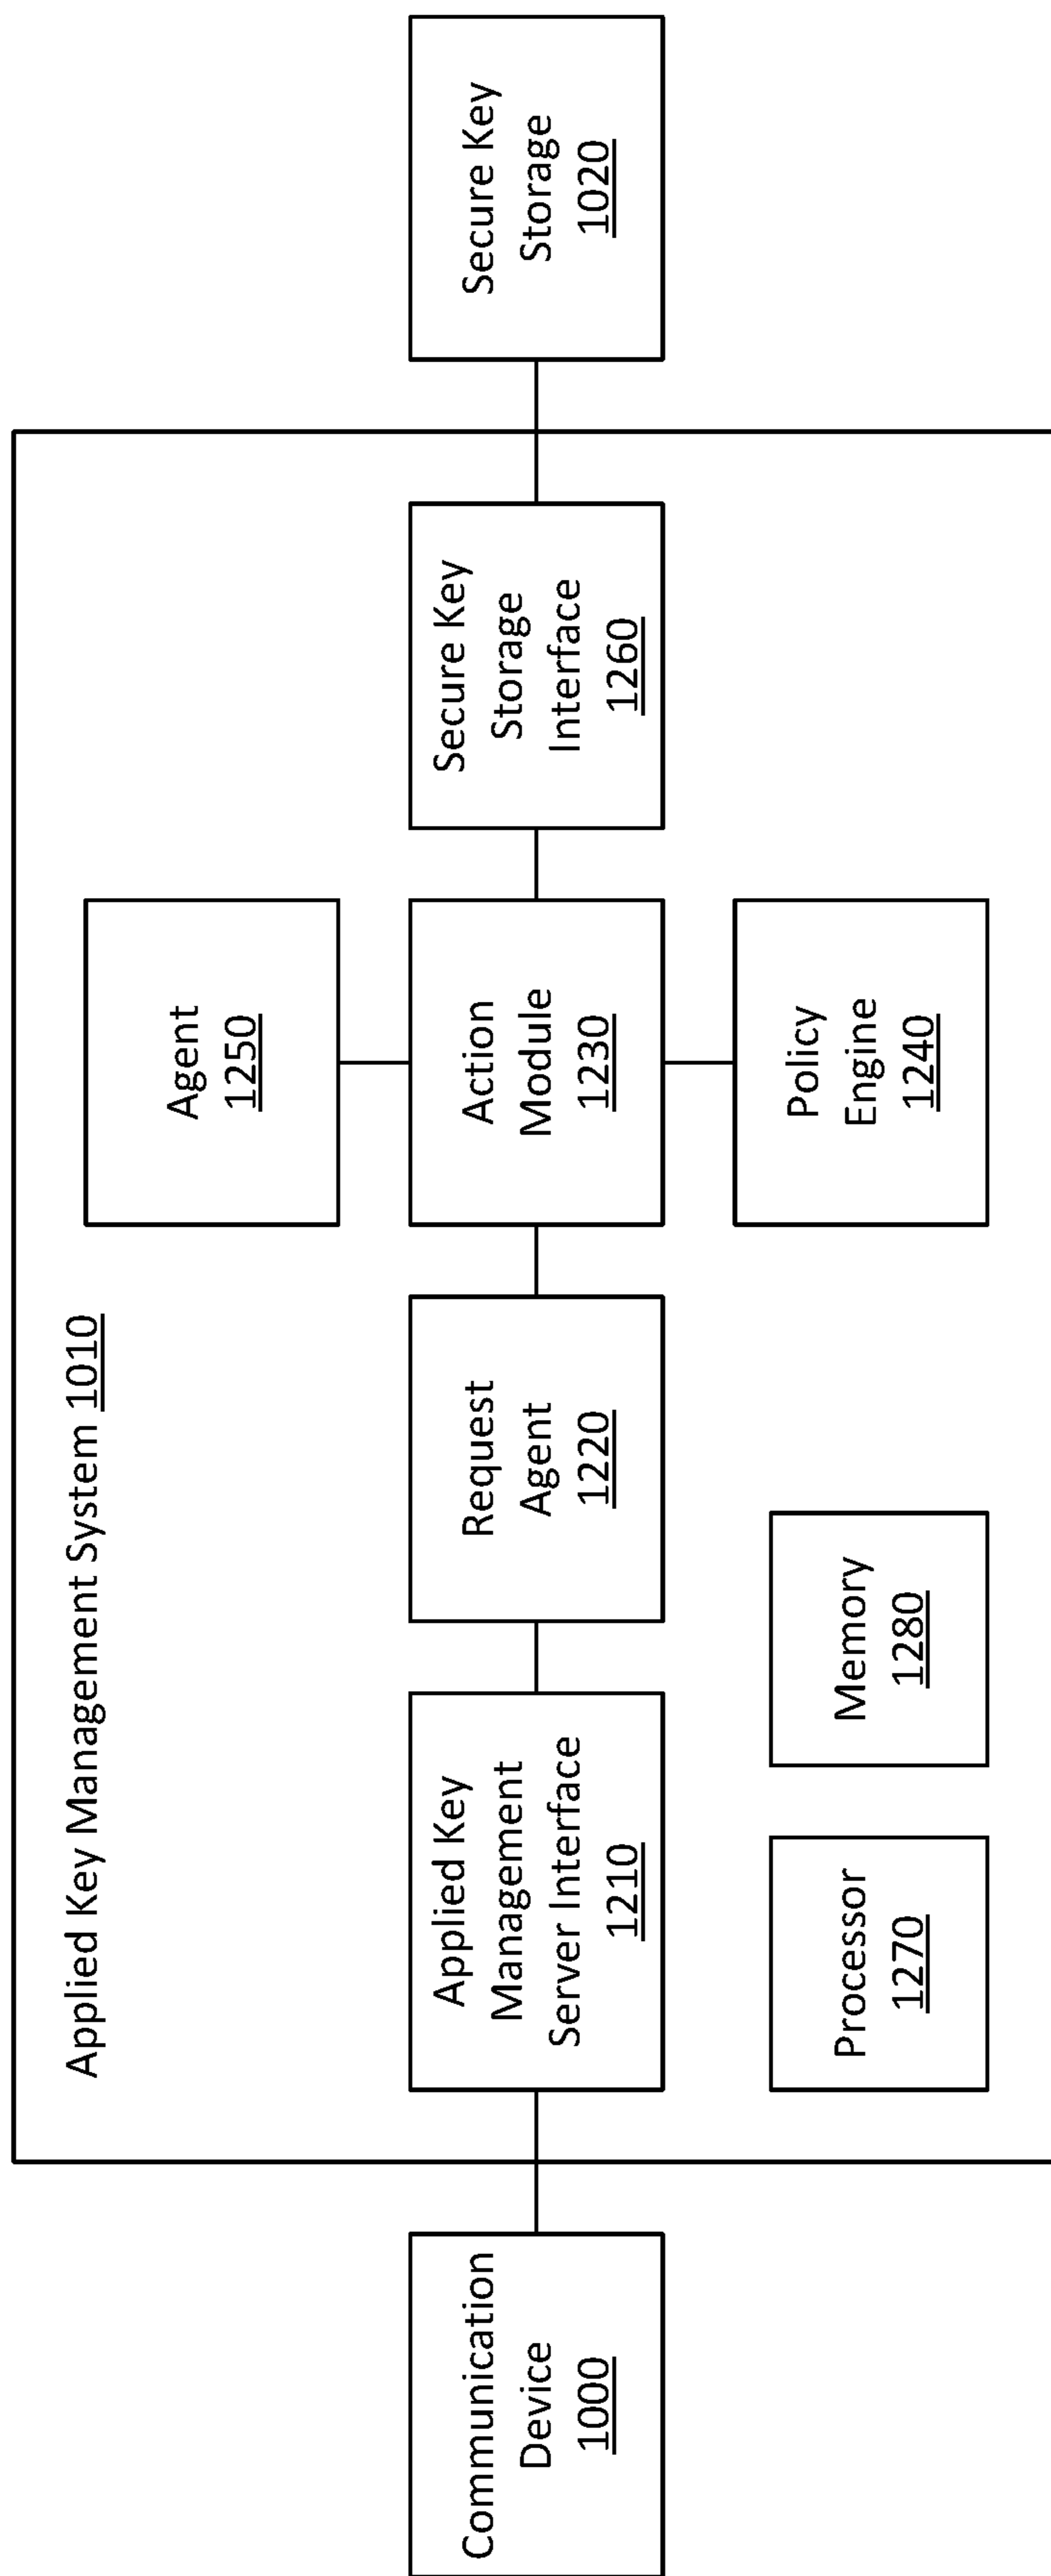 Applied Key Management System 1010
Communication
Device
1000
Applied Key
Management
Server Interface
1210
Request
Agent
1220
Agent
1250
Action
Module
1230
Policy
Engine
1240
Secure Key
Storage
Interface
1260
Secure Key
Storage
1020
Processor
1270
Memory
1280